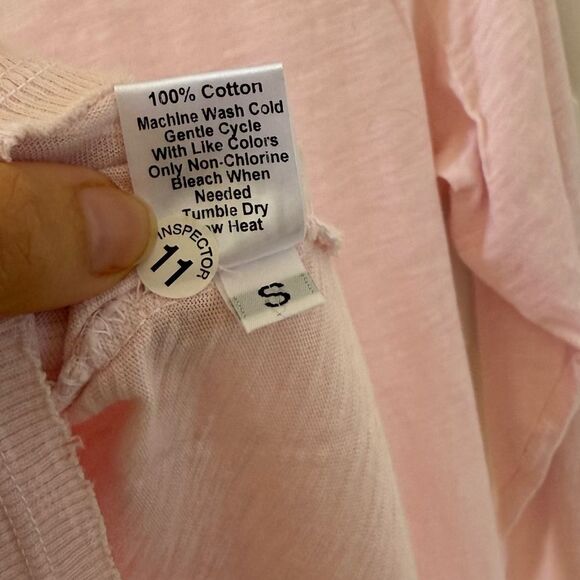 100% Cotton
Machine Wash Cold
Gentle Cycle
With Like Colors
Only Non-Chlorine
Bleach When
Needed
Tumble Dry
ow Heat
INSPECTOR
11
S